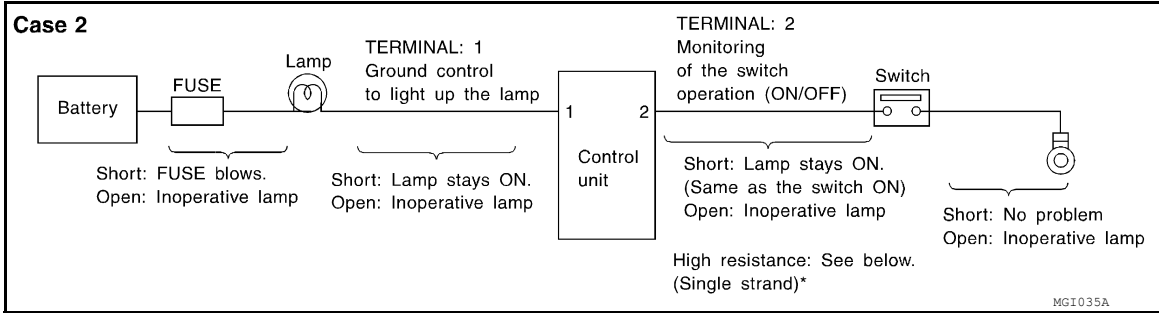 Case 2
Battery
FUSE
Lamp
TERMINAL: 1
Ground control
to light up the lamp
TERMINAL: 2
Monitoring
of the switch
operation (ON/OFF)
Switch
1
2
Control
unit
Short: FUSE blows.
Open: Inoperative lamp
Short: Lamp stays ON.
Open: Inoperative lamp
Short: Lamp stays ON.
(Same as the switch ON)
Open: Inoperative lamp
Short: No problem
Open: Inoperative lamp
High resistance: See below.
(Single strand)*
MGI035A